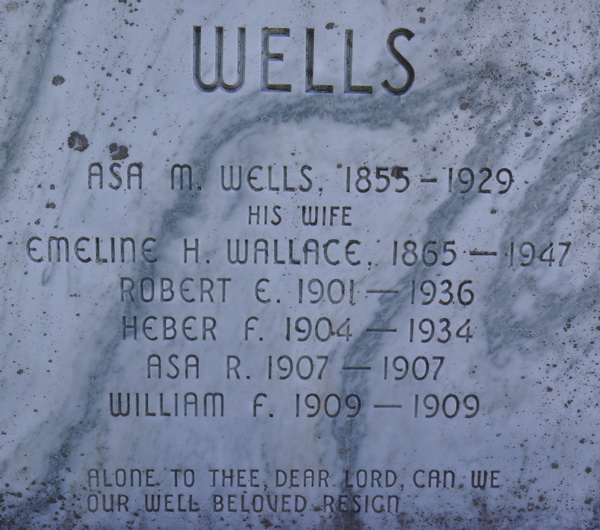 WELLS
ASA M. WELLS, 1855 – 1929
HIS WIFE
EMELINE H. WALLACE, 1865 — 1947
ROBERT E. 1901 — 1936
HEBER F. 1904 — 1934
ASA R. 1907 — 1907
WILLIAM F. 1909 — 1909
ALONE TO THEE, DEAR LORD, CAN WE
OUR WELL BELOVED RESIGN